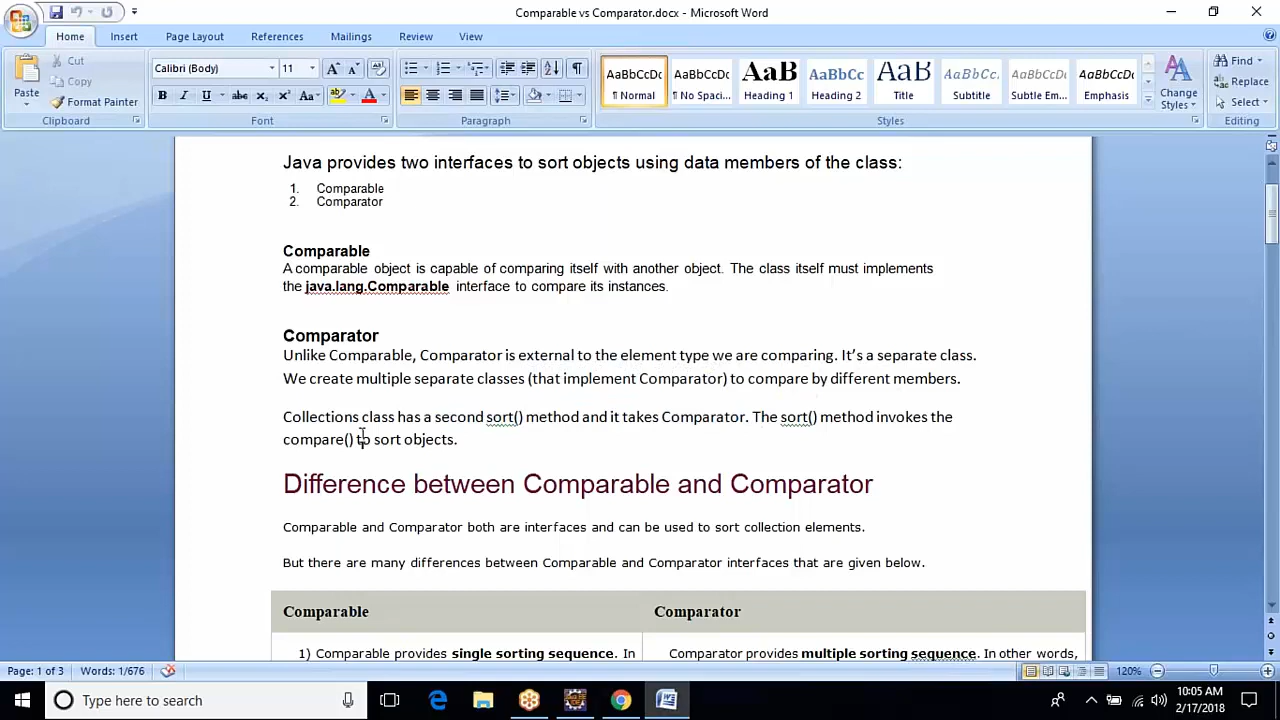 Comparable vs Comparator.docx - Microsoft Word
Home Insert Page Layout References Mailings Review View
Paste
Cut
Copy
Format Painter
Clipboard
Calibri (Body) 11
Font
Paragraph
AaBbCcDc AaBbCcDc AaB AaBbCc AaB AaBbCc. AaBbCcDc AaBbCcDc
¶ Normal ¶ No Spaci... Heading 1 Heading 2 Title Subtitle Subtle Em... Emphasis
Change Styles
Styles
Find
Replace
Select
Editing
Java provides two interfaces to sort objects using data members of the class:
1. Comparable
2. Comparator
Comparable
A comparable object is capable of comparing itself with another object. The class itself must implements
the java.lang.Comparable interface to compare its instances.
Comparator
Unlike Comparable, Comparator is external to the element type we are comparing. It’s a separate class.
We create multiple separate classes (that implement Comparator) to compare by different members.
Collections class has a second sort() method and it takes Comparator. The sort() method invokes the
compare() to sort objects.
Difference between Comparable and Comparator
Comparable and Comparator both are interfaces and can be used to sort collection elements.
But there are many differences between Comparable and Comparator interfaces that are given below.
Comparable Comparator
1) Comparable provides single sorting sequence. In Comparator provides multiple sorting sequence. In other words,
Page: 1 of 3 Words: 1/676 120%
Type here to search
10:05 AM
2/17/2018